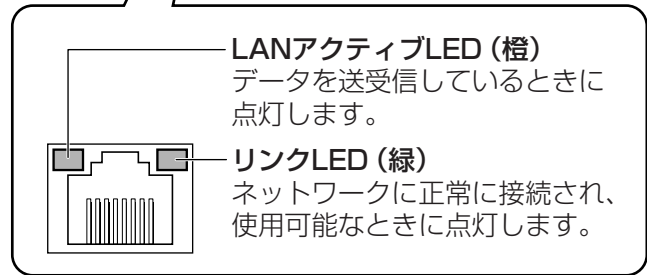 LANアクティブLED（橙）
データを送受信しているときに
点灯します。
リンクLED（緑）
ネットワークに正常に接続され、
使用可能なときに点灯します。